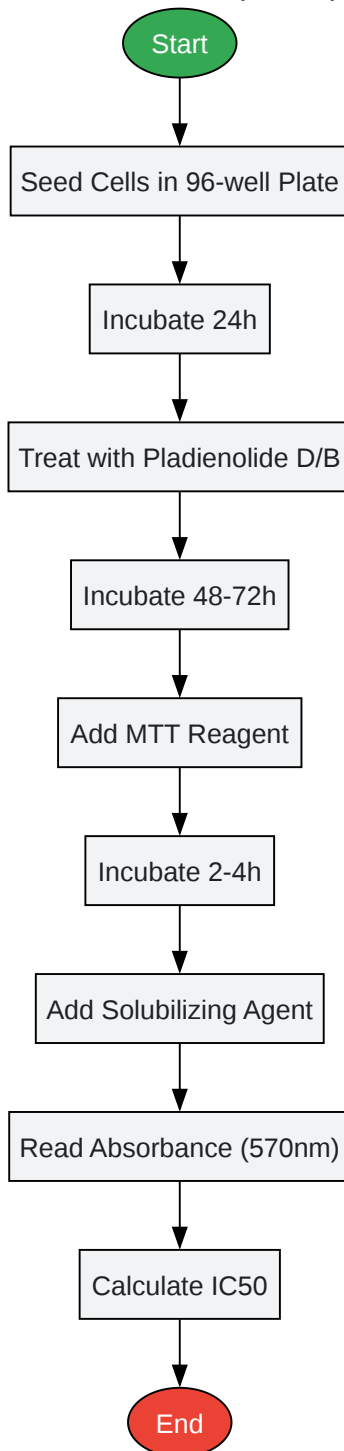 Start
Seed Cells in 96-well Plate
Incubate 24h
Treat with Pladienolide D/B
Incubate 48-72h
Add MTT Reagent
Incubate 2-4h
Add Solubilizing Agent
Read Absorbance (570nm)
Calculate IC50
End